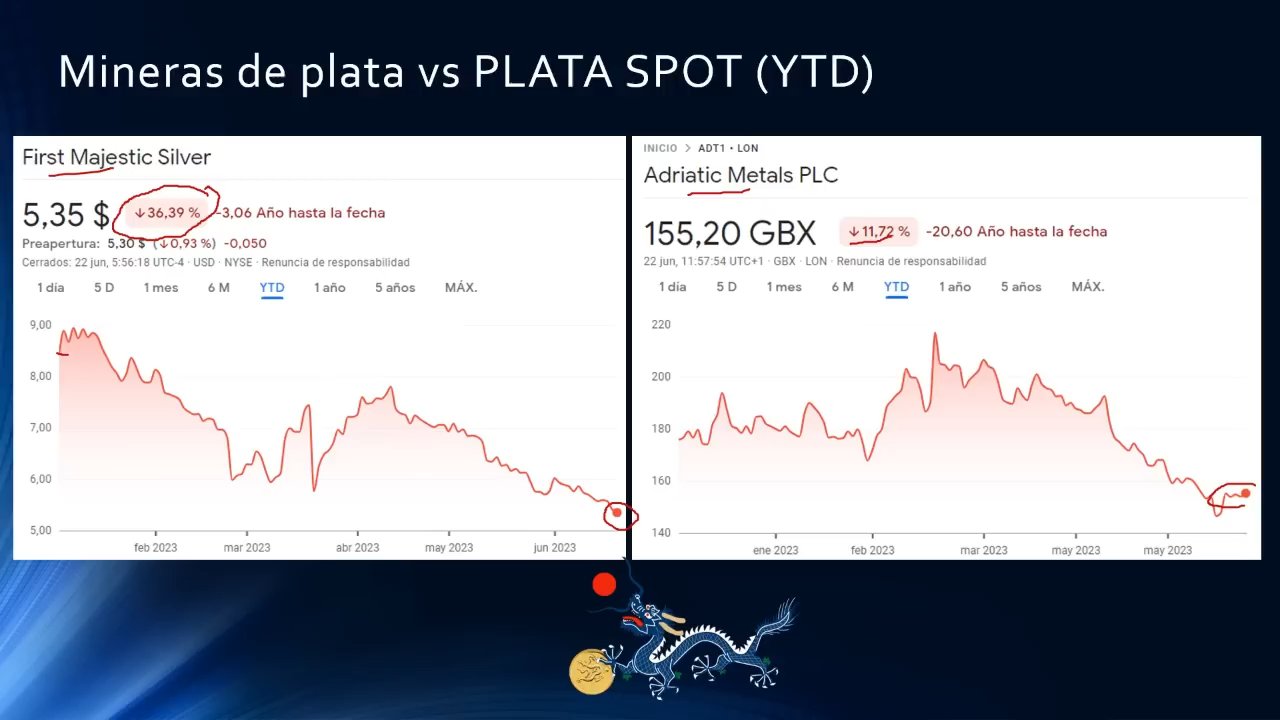 Mineras de plata vs PLATA SPOT (YTD)
First Majestic Silver
5,35 $ ↓36,39 % -3,06 Año hasta la fecha
Preapertura: 5,30 $ (↓0,93 %) -0,050
Cerrados: 22 jun, 5:56:18 UTC-4 · USD · NYSE · Renuncia de responsabilidad
1 día 5 D 1 mes 6 M YTD 1 año 5 años MÁX.
9,00
8,00
7,00
6,00
5,00
feb 2023 mar 2023 abr 2023 may 2023 jun 2023
INICIO > ADT1 • LON
Adriatic Metals PLC
155,20 GBX ↓11,72 % -20,60 Año hasta la fecha
22 jun, 11:57:54 UTC+1 · GBX · LON · Renuncia de responsabilidad
1 día 5 D 1 mes 6 M YTD 1 año 5 años MÁX.
220
200
180
160
140
ene 2023 feb 2023 mar 2023 may 2023 may 2023